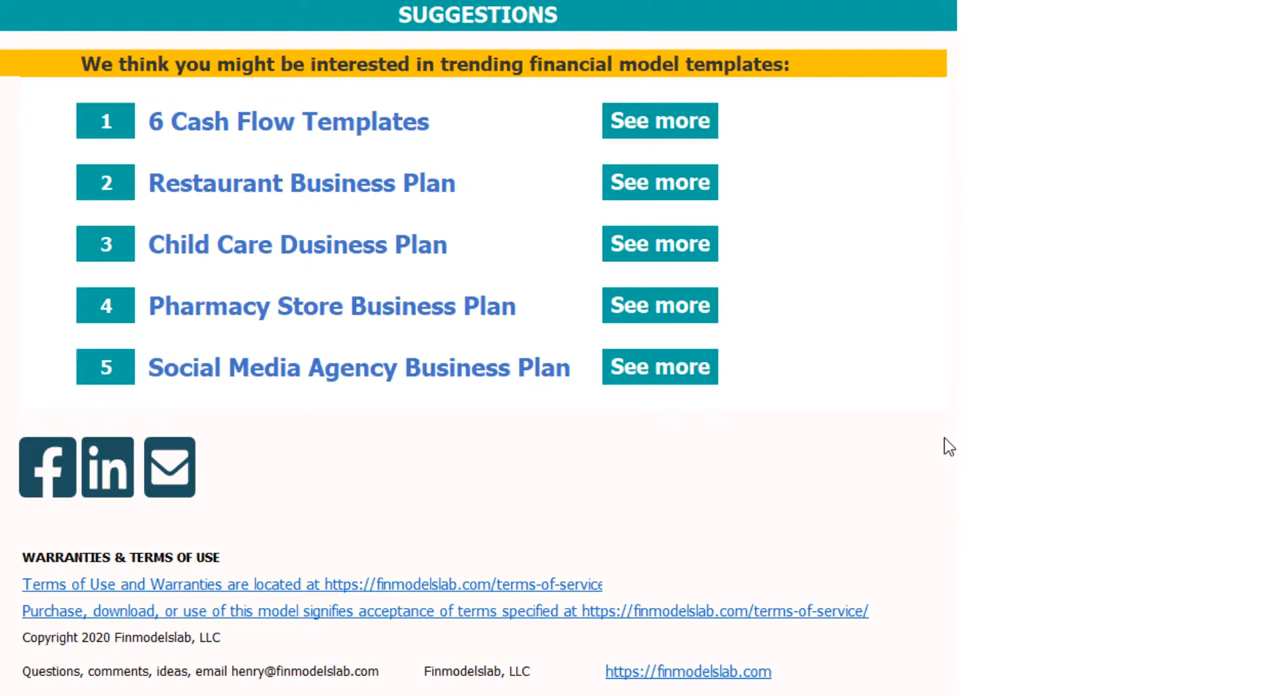 SUGGESTIONS
We think you might be interested in trending financial model templates:
1 6 Cash Flow Templates See more
2 Restaurant Business Plan See more
3 Child Care Dusiness Plan See more
4 Pharmacy Store Business Plan See more
5 Social Media Agency Business Plan See more
f in
WARRANTIES & TERMS OF USE
Terms of Use and Warranties are located at https://finmodelslab.com/terms-of-service
Purchase, download, or use of this model signifies acceptance of terms specified at https://finmodelslab.com/terms-of-service/
Copyright 2020 Finmodelslab, LLC
Questions, comments, ideas, email henry@finmodelslab.com Finmodelslab, LLC https://finmodelslab.com